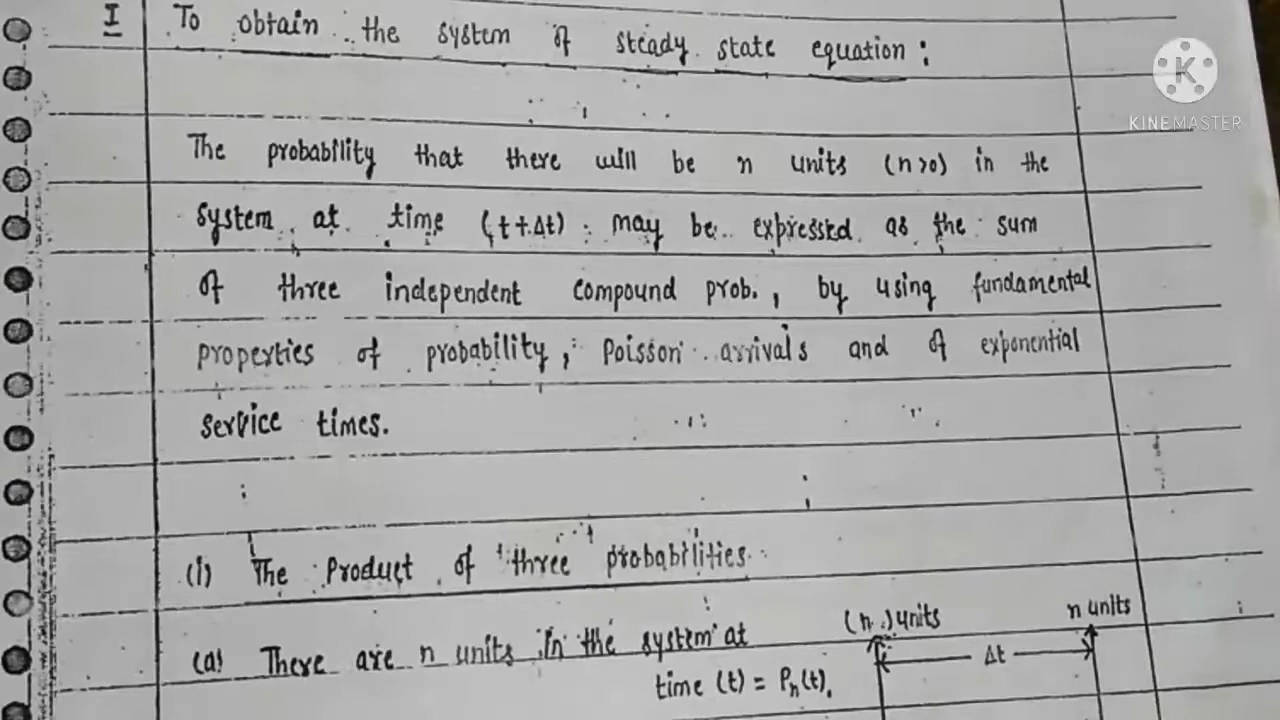 I To obtain the system of steady state equation :
K
KINEMASTER
The probability that there will be n units (n>0) in the
system at time (t+Δt) may be expressed as the sum
of three independent compound prob., by using fundamental
properties of probability, Poisson arrivals and of exponential
service times.
(i) The Product of three probabilities
(a) There are n units in the system at
time (t) = Pn(t).
(n ) units
n units
Δt